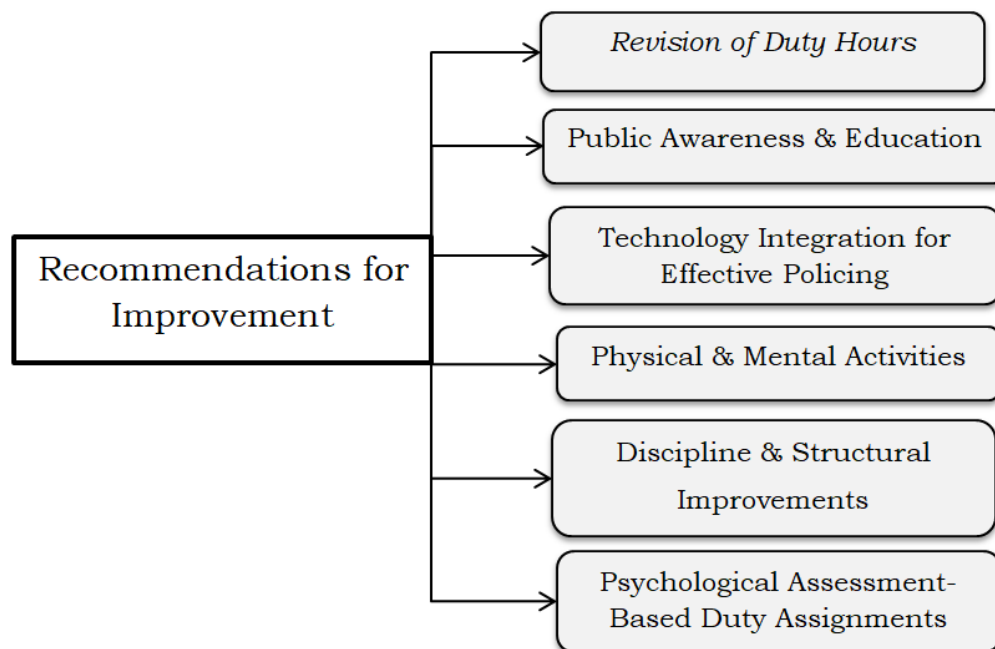 Revision of Duty Hours
Public Awareness & Education
Technology Integration for
Effective Policing
Recommendations for
Improvement
Physical & Mental Activities
Discipline & Structural
Improvements
Psychological Assessment-
Based Duty Assignments